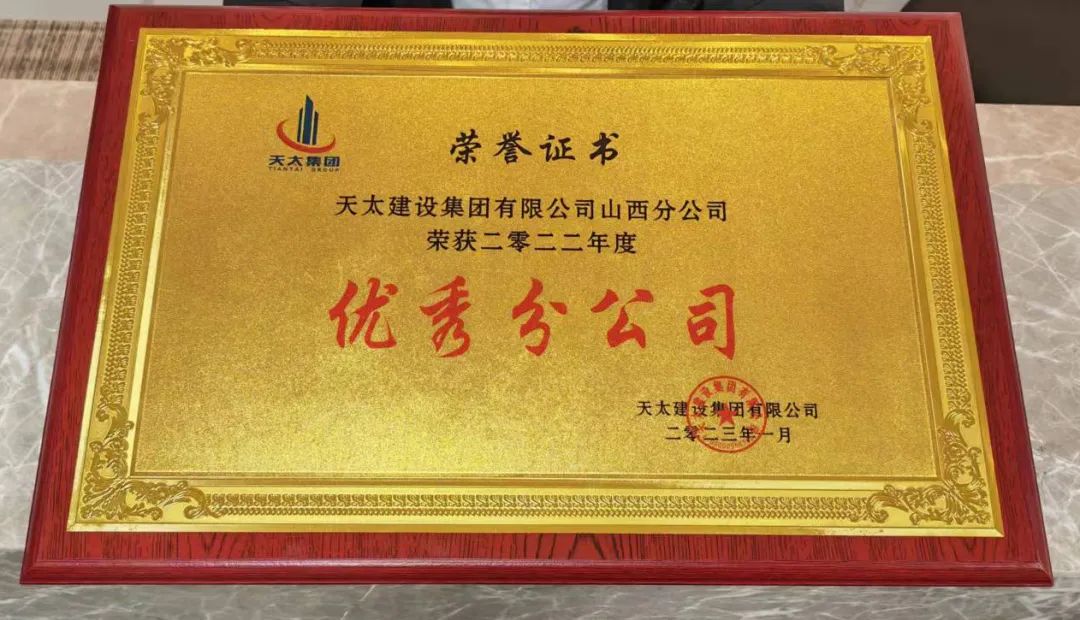 天太集团
TIANTAI GROUP
荣誉证书
天太建设集团有限公司山西分公司
荣获二零二二年度
优秀分公司
天太建设集团有限公司
二零二三年一月